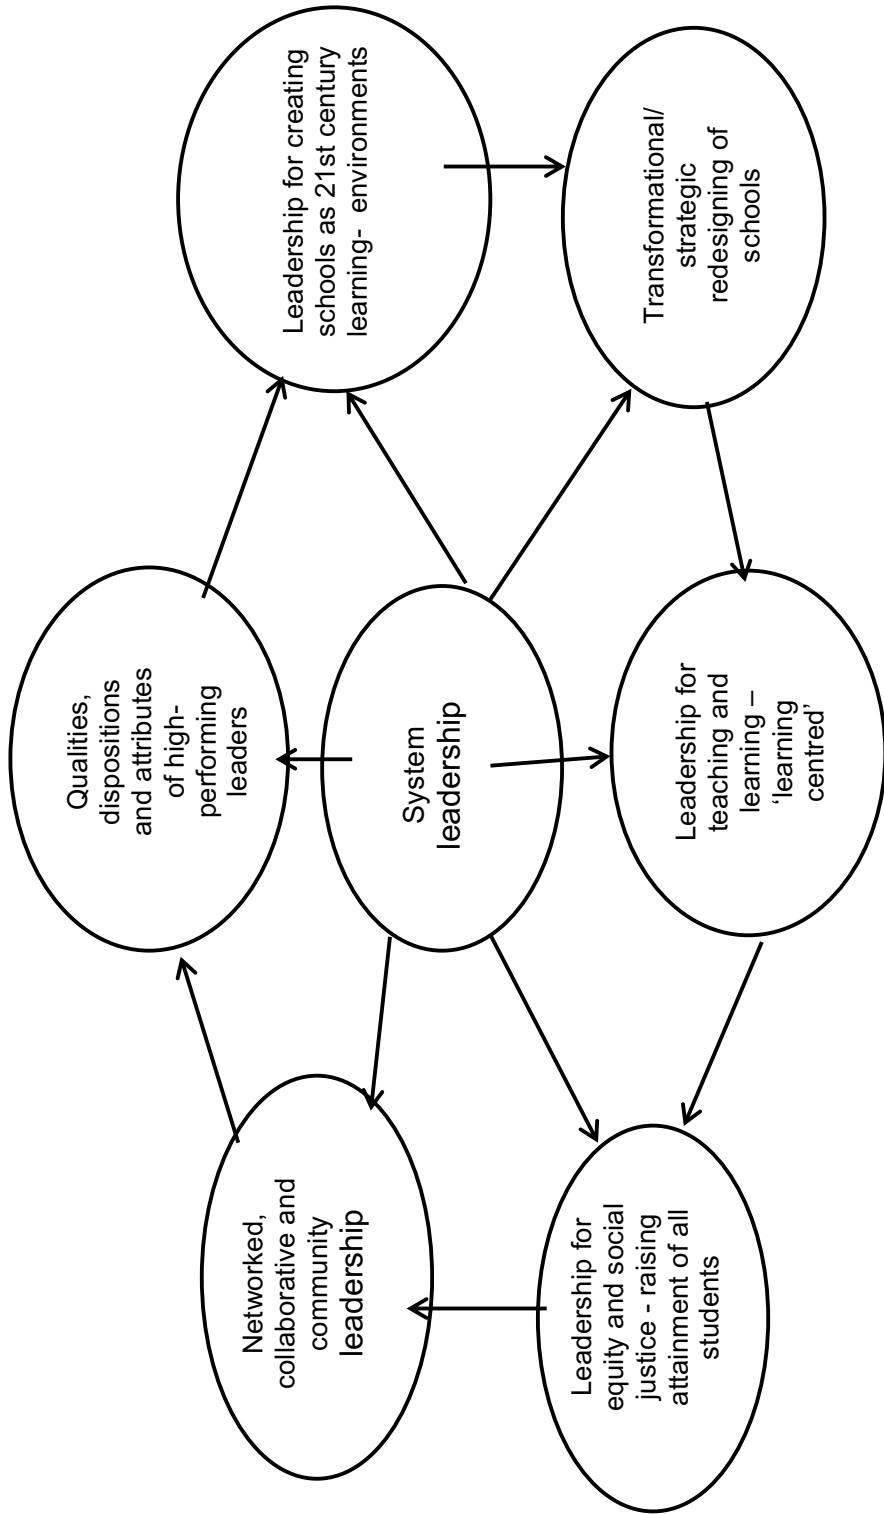 Qualities,
dispositions
and attributes
of high-
performing
leaders
Networked,
collaborative and
community
leadership
Leadership for creating
schools as 21st century
learning- environments
System
leadership
Leadership for
equity and social
justice - raising
attainment of all
students
Leadership for
teaching and
learning –
‘learning
centred’
Transformational/
strategic
redesigning of
schools